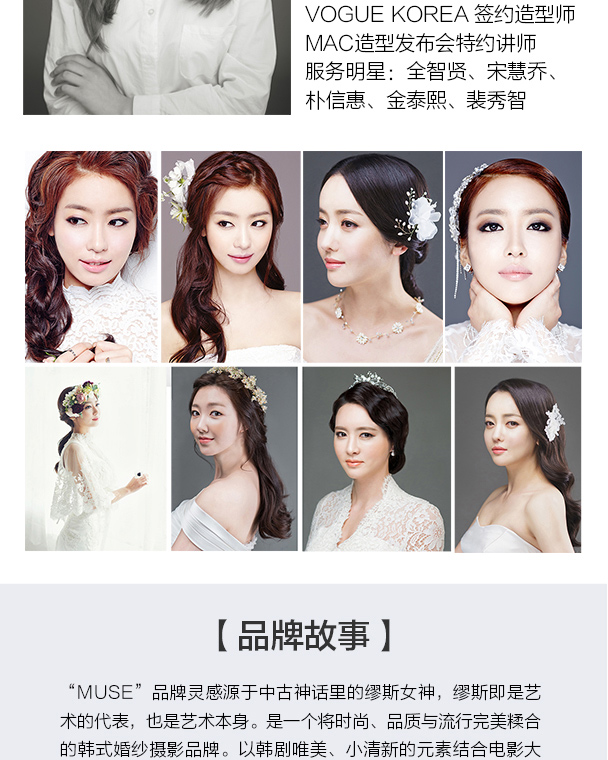 VOGUE KOREA 签约造型师
MAC造型发布会特约讲师
服务明星：全智贤、宋慧乔、
朴信惠、金泰熙、裴秀智
【 品牌故事 】
“MUSE”品牌灵感源于中古神话里的缪斯女神，缪斯即是艺
术的代表，也是艺术本身。是一个将时尚、品质与流行完美糅合
的韩式婚纱摄影品牌。以韩剧唯美、小清新的元素结合电影大